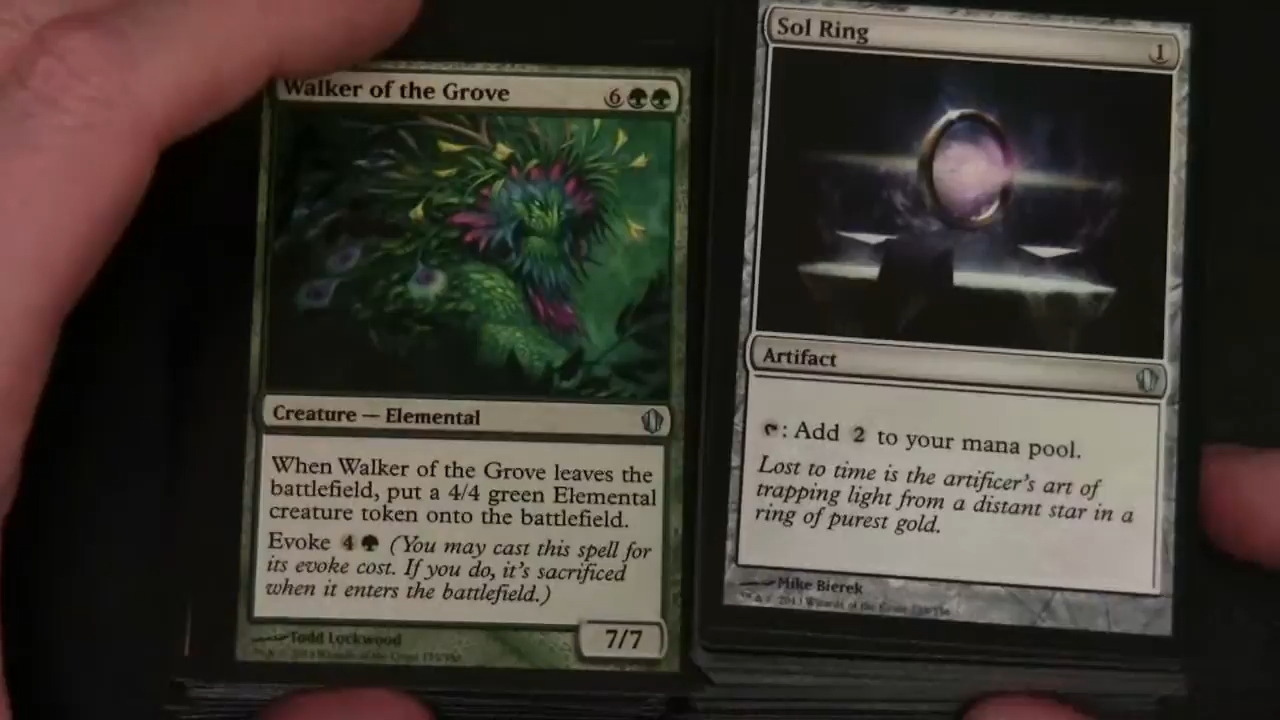 Walker of the Grove 6
Creature — Elemental
When Walker of the Grove leaves the
battlefield, put a 4/4 green Elemental
creature token onto the battlefield.
Evoke 4 (You may cast this spell for
its evoke cost. If you do, it's sacrificed
when it enters the battlefield.)
Todd Lockwood
7/7
Sol Ring 1
Artifact
: Add 2 to your mana pool.
Lost to time is the artificer's art of
trapping light from a distant star in a
ring of purest gold.
Mike Bierek